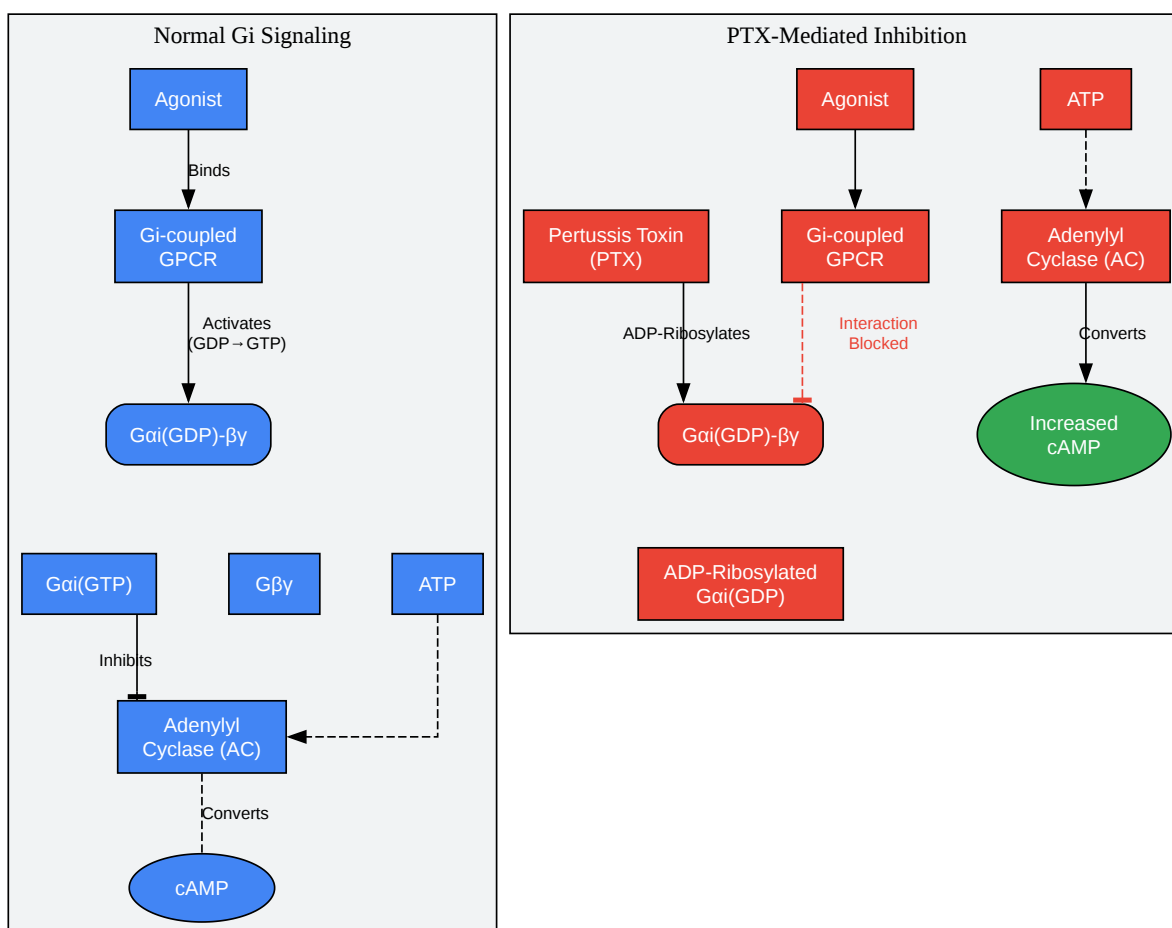 Normal Gi Signaling
Agonist
Binds
Gi-coupled
GPCR
Activates
(GDP→GTP)
Gαi(GDP)-βγ
Gαi(GTP)
Gβγ
ATP
Inhibits
Adenylyl
Cyclase (AC)
Converts
cAMP
PTX-Mediated Inhibition
Agonist
ATP
Pertussis Toxin
(PTX)
Gi-coupled
GPCR
Adenylyl
Cyclase (AC)
ADP-Ribosylates
Interaction
Blocked
Converts
Gαi(GDP)-βγ
Increased
cAMP
ADP-Ribosylated
Gαi(GDP)